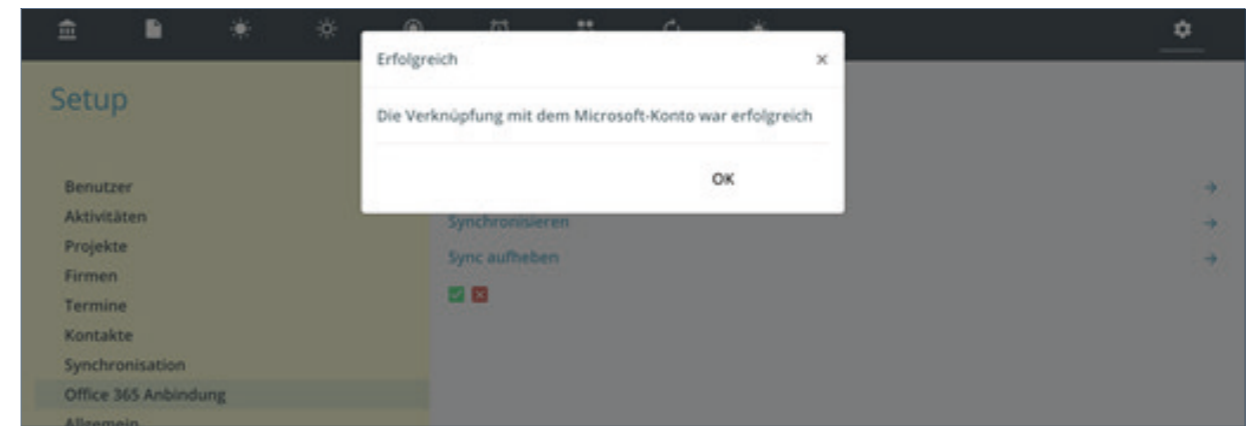 Erfolgreich
Die Verknüpfung mit dem Microsoft-Konto war erfolgreich
OK
Setup
Benutzer
Aktivitäten
Projekte
Firmen
Termine
Kontakte
Synchronisation
Office 365 Anbindung
Allgemein
Synchronisieren
Sync aufheben